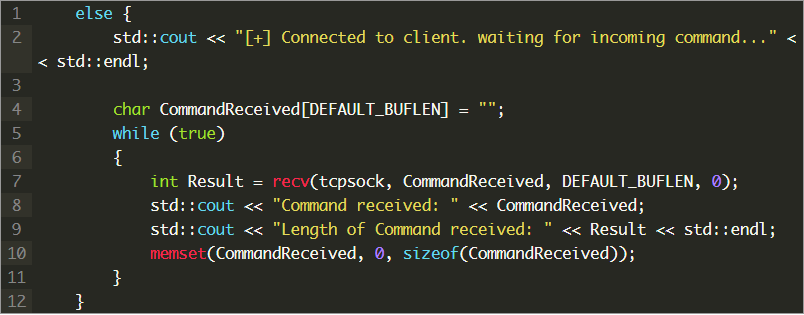 1 else {
2 std::cout << "[+] Connected to client. waiting for incoming command..." <
< std::endl;
3
4 char CommandReceived[DEFAULT_BUFLEN] = "";
5 while (true)
6 {
7 int Result = recv(tcpsock, CommandReceived, DEFAULT_BUFLEN, 0);
8 std::cout << "Command received: " << CommandReceived;
9 std::cout << "Length of Command received: " << Result << std::endl;
10 memset(CommandReceived, 0, sizeof(CommandReceived));
11 }
12 }